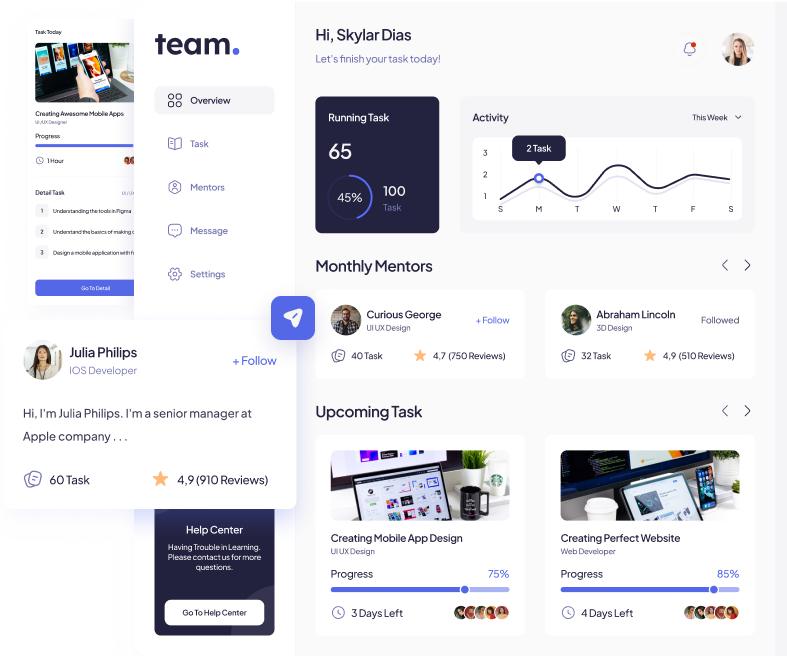 Task Today
Creating Awesome Mobile Apps
UI UX Designer
Progress
1 Hour
Detail Task
UI UX
1 Understanding the tools in Figma
2 Understand the basics of making
3 Design a mobile application with
Go To Detail
team.
Overview
Task
Mentors
Message
Settings
Julia Philips
IOS Developer
+ Follow
Hi, I'm Julia Philips. I'm a senior manager at
Apple company . . .
60 Task
4,9 (910 Reviews)
Help Center
Having Trouble in Learning.
Please contact us for more
questions.
Go To Help Center
Hi, Skylar Dias
Let's finish your task today!
Running Task
65
45%
100
Task
Activity
This Week
2 Task
3
2
1
S M T W T F S
Monthly Mentors
Curious George
UI UX Design
+ Follow
40 Task
4,7 (750 Reviews)
Abraham Lincoln
3D Design
Followed
32 Task
4,9 (510 Reviews)
Upcoming Task
Creating Mobile App Design
UI UX Design
Progress 75%
3 Days Left
Creating Perfect Website
Web Developer
Progress 85%
4 Days Left